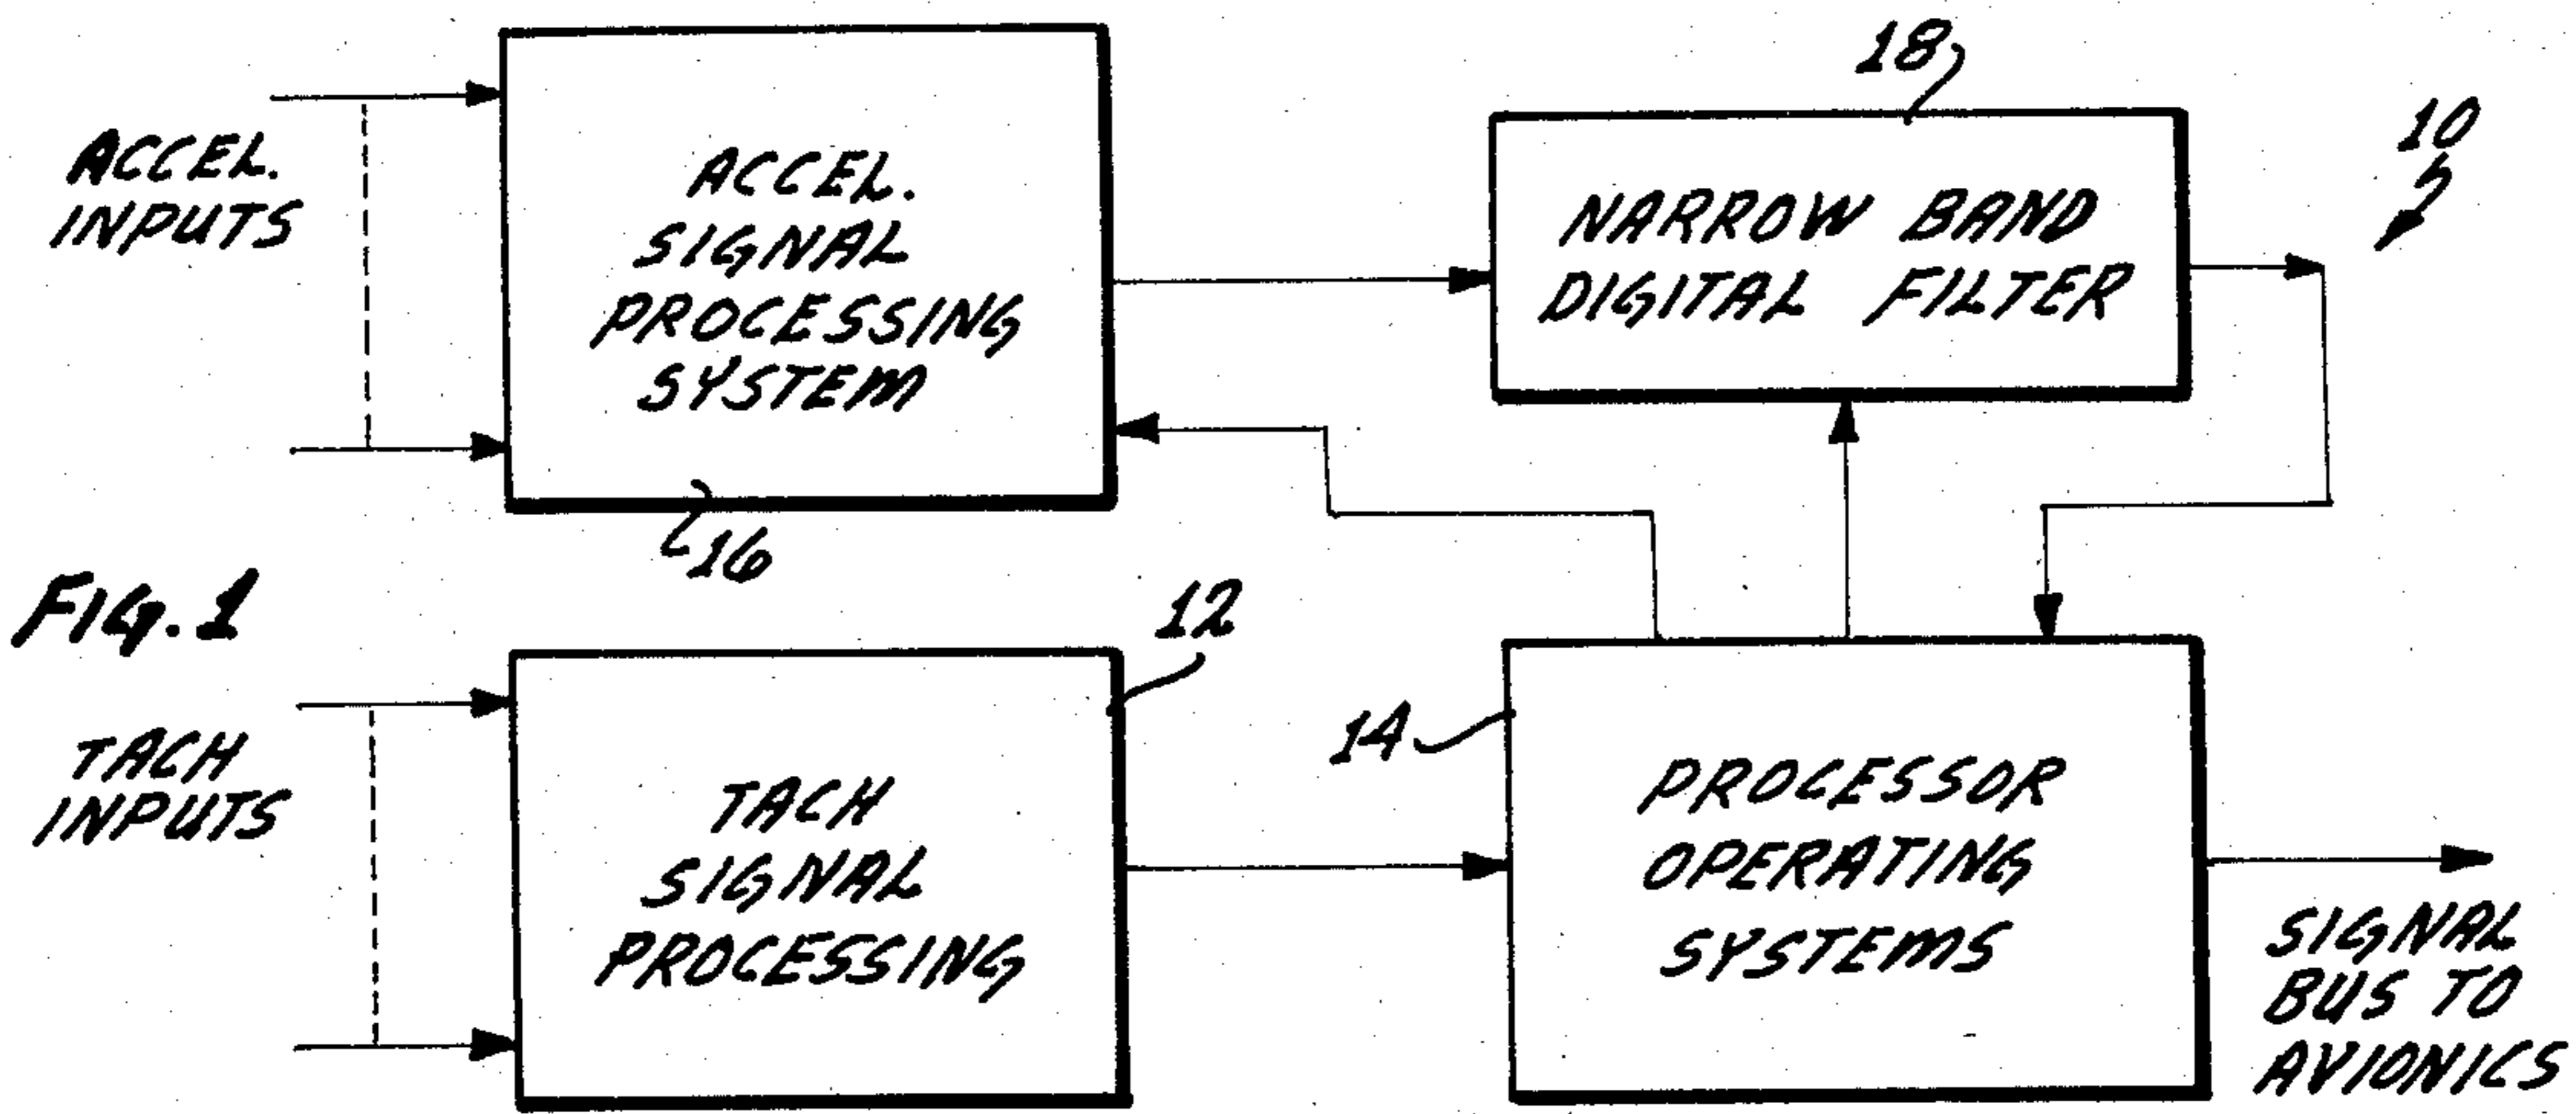 ACCEL.
INPUTS
ACCEL.
SIGNAL
PROCESSING
SYSTEM
16
18
NARROW BAND
DIGITAL FILTER
10
FIG. 1
TACH
INPUTS
12
TACH
SIGNAL
PROCESSING
14
PROCESSOR
OPERATING
SYSTEMS
SIGNAL
BUS TO
AVIONICS